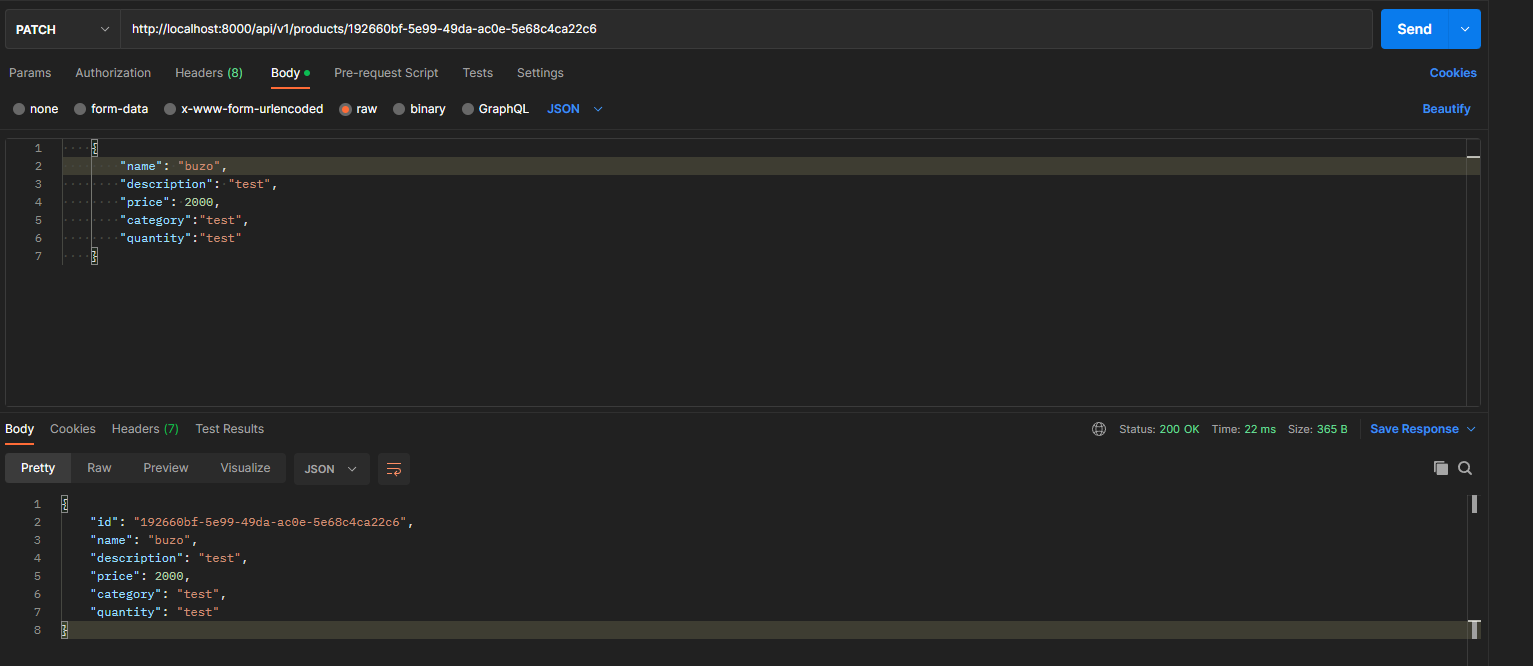 PATCH http://localhost:8000/api/v1/products/192660bf-5e99-49da-ac0e-5e68c4ca22c6 Send
Params Authorization Headers (8) Body Pre-request Script Tests Settings Cookies
none form-data x-www-form-urlencoded raw binary GraphQL JSON Beautify
1 {
2 "name": "buzo",
3 "description": "test",
4 "price": 2000,
5 "category":"test",
6 "quantity":"test"
7 }
Body Cookies Headers (7) Test Results Status: 200 OK Time: 22 ms Size: 365 B Save Response
Pretty Raw Preview Visualize JSON
1 {
2 "id": "192660bf-5e99-49da-ac0e-5e68c4ca22c6",
3 "name": "buzo",
4 "description": "test",
5 "price": 2000,
6 "category": "test",
7 "quantity": "test"
8 }